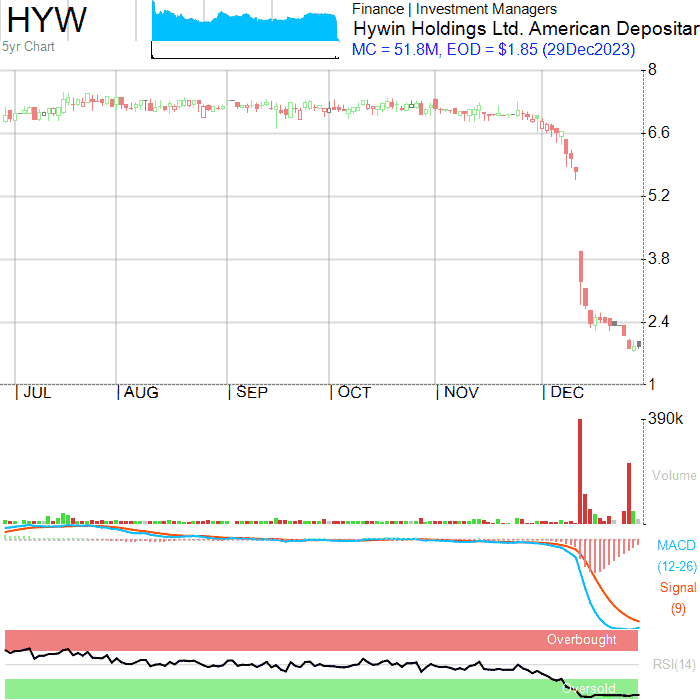 HYW
5yr Chart
Finance | Investment Managers
Hywin Holdings Ltd. American Depositar
MC = 51.8M, EOD = $1.85 (29Dec2023)
8
6.6
5.2
3.8
2.4
1
JUL
AUG
SEP
OCT
NOV
DEC
390k
Volume
MACD
(12-26)
Signal
(9)
Overbought
RSI(14)
Oversold